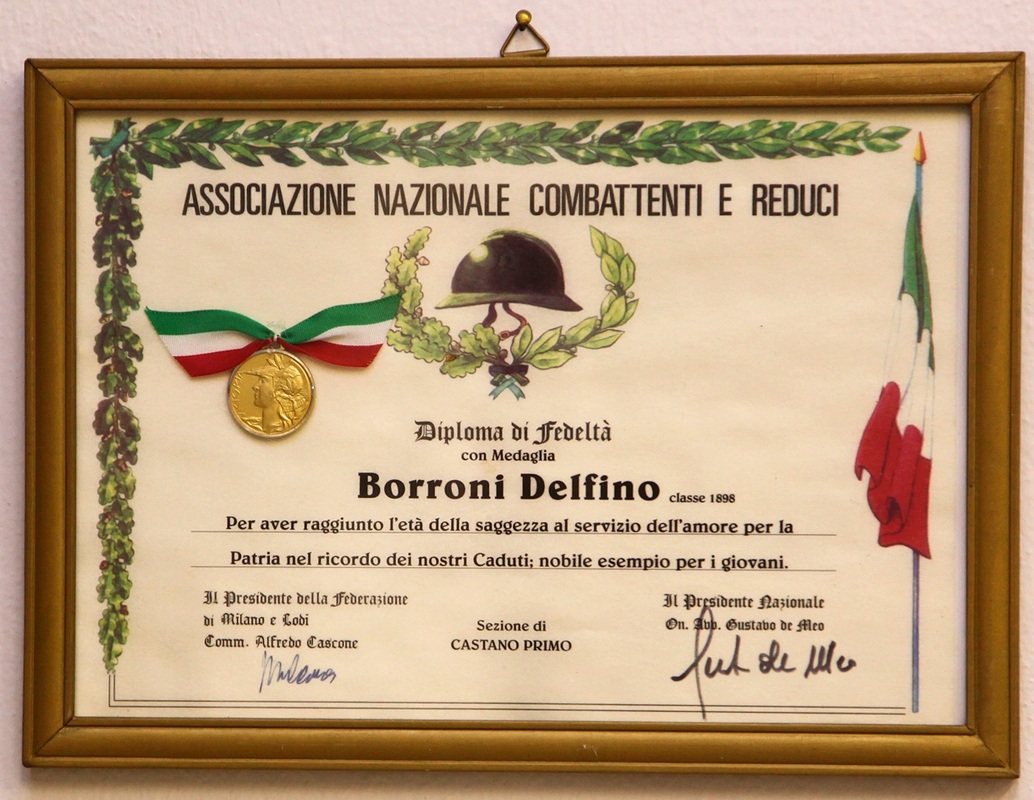 ASSOCIAZIONE NAZIONALE COMBATTENTI E REDUCI
Diploma di Fedeltà
con Medaglia
Borroni Delfino classe 1898
Per aver raggiunto l'età della saggezza al servizio dell'amore per la
Patria nel ricordo dei nostri Caduti; nobile esempio per i giovani.
Il Presidente della Federazione
di Milano e Lodi
Comm. Alfredo Cascone
Sezione di
CASTANO PRIMO
Il Presidente Nazionale
On. Avv. Gustavo de Meo
Gust de Meo